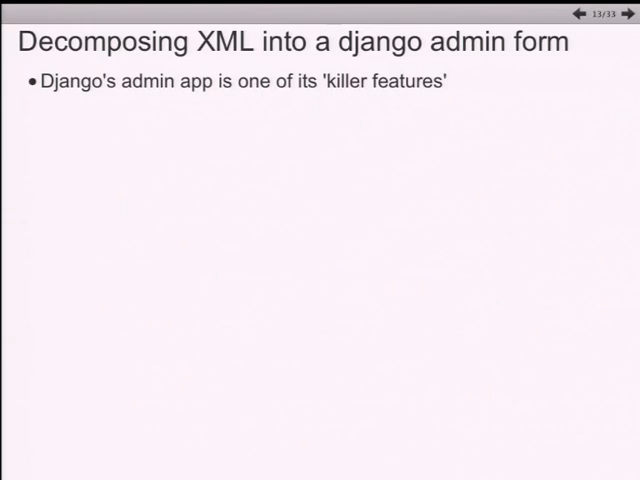 13/33
Decomposing XML into a django admin form
•Django's admin app is one of its 'killer features'